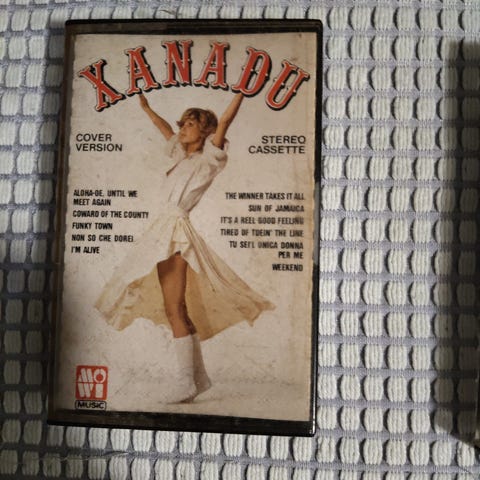 XANADU
COVER
VERSION
STEREO
CASSETTE
ALOHA-OE, UNTIL WE
MEET AGAIN
COWARD OF THE COUNTY
FUNKY TOWN
NON SO CHE DOREI
I'M ALIVE
THE WINNER TAKES IT ALL
SUN OF JAMAICA
IT'S A REEL GOOD FEELING
TIRED OF TOEIN' THE LINE
TU SEI L'UNICA DONNA
PER ME
WEEKEND
MOWI
MUSIC